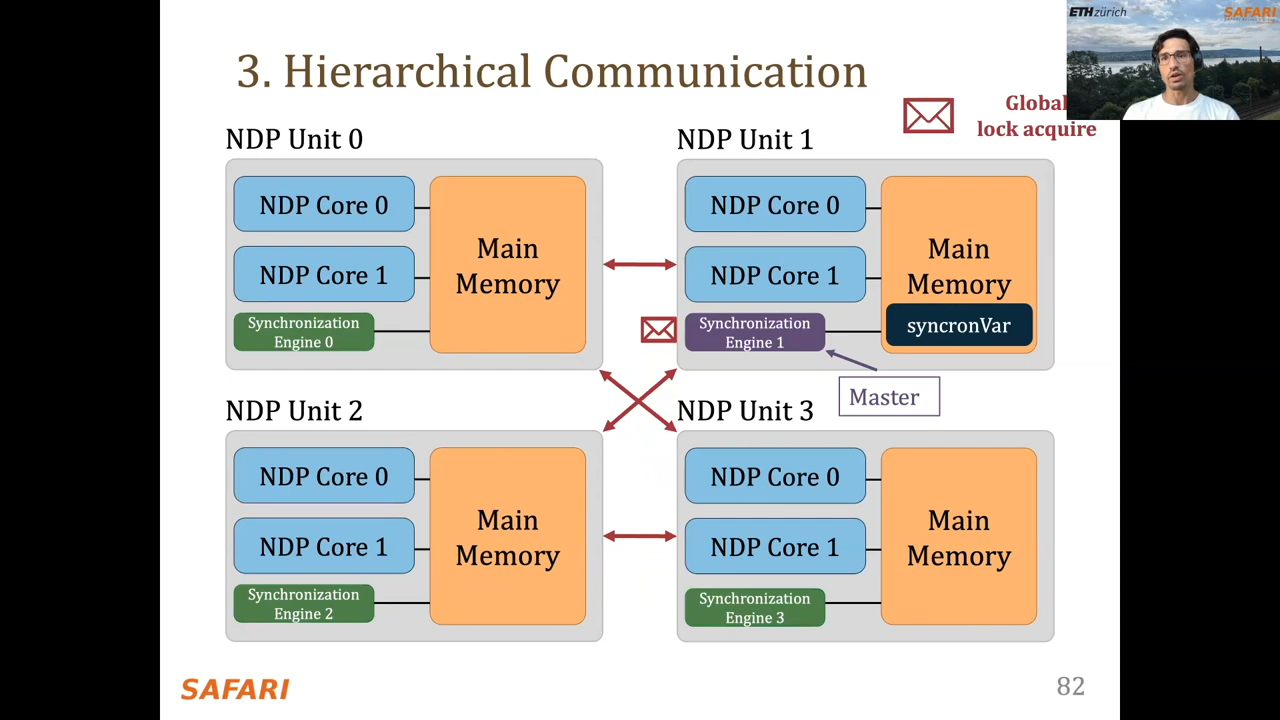 ETH zürich
SAFARI
3. Hierarchical Communication
Global
lock acquire
NDP Unit 0
NDP Core 0
NDP Core 1
Synchronization
Engine 0
Main
Memory
NDP Unit 1
NDP Core 0
NDP Core 1
Synchronization
Engine 1
Main
Memory
syncronVar
Master
NDP Unit 2
NDP Core 0
NDP Core 1
Synchronization
Engine 2
Main
Memory
NDP Unit 3
NDP Core 0
NDP Core 1
Synchronization
Engine 3
Main
Memory
SAFARI
82